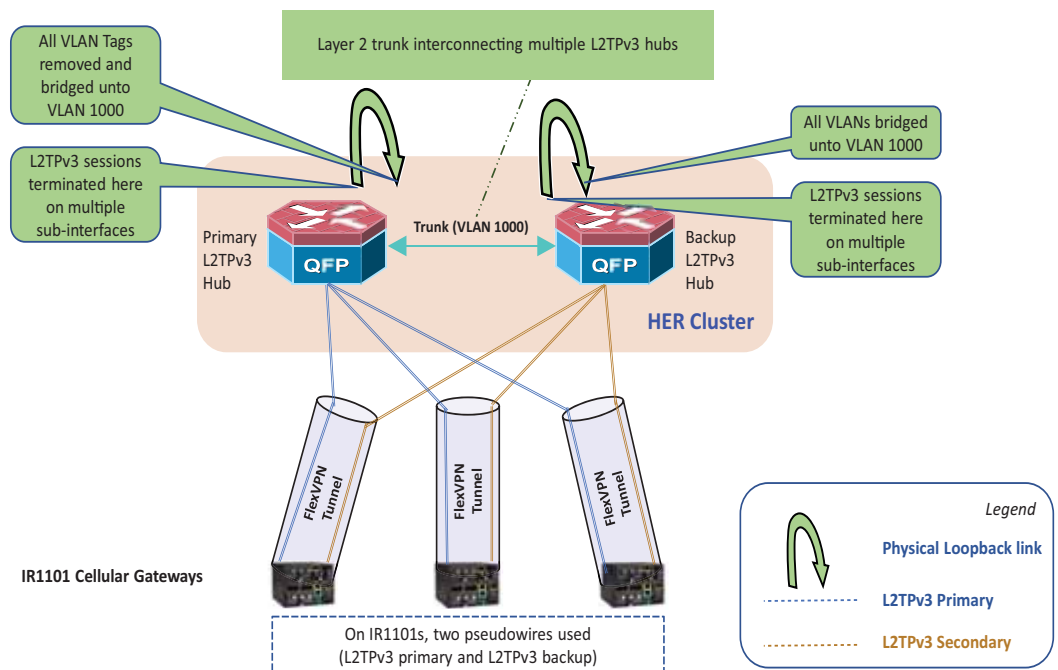 All VLAN Tags
removed and
bridged unto
VLAN 1000
Layer 2 trunk interconnecting multiple L2TPv3 hubs
All VLANs bridged
unto VLAN 1000
L2TPv3 sessions
terminated here
on multiple
sub-interfaces
L2TPv3 sessions
terminated here
on multiple
sub-interfaces
Primary
L2TPv3
Hub
QFP
Trunk (VLAN 1000)
QFP
Backup
L2TPv3
Hub
HER Cluster
FlexVPN
Tunnel
FlexVPN
Tunnel
FlexVPN
Tunnel
IR1101 Cellular Gateways
On IR1101s, two pseudowires used
(L2TPv3 primary and L2TPv3 backup)
Legend
Physical Loopback link
L2TPv3 Primary
L2TPv3 Secondary